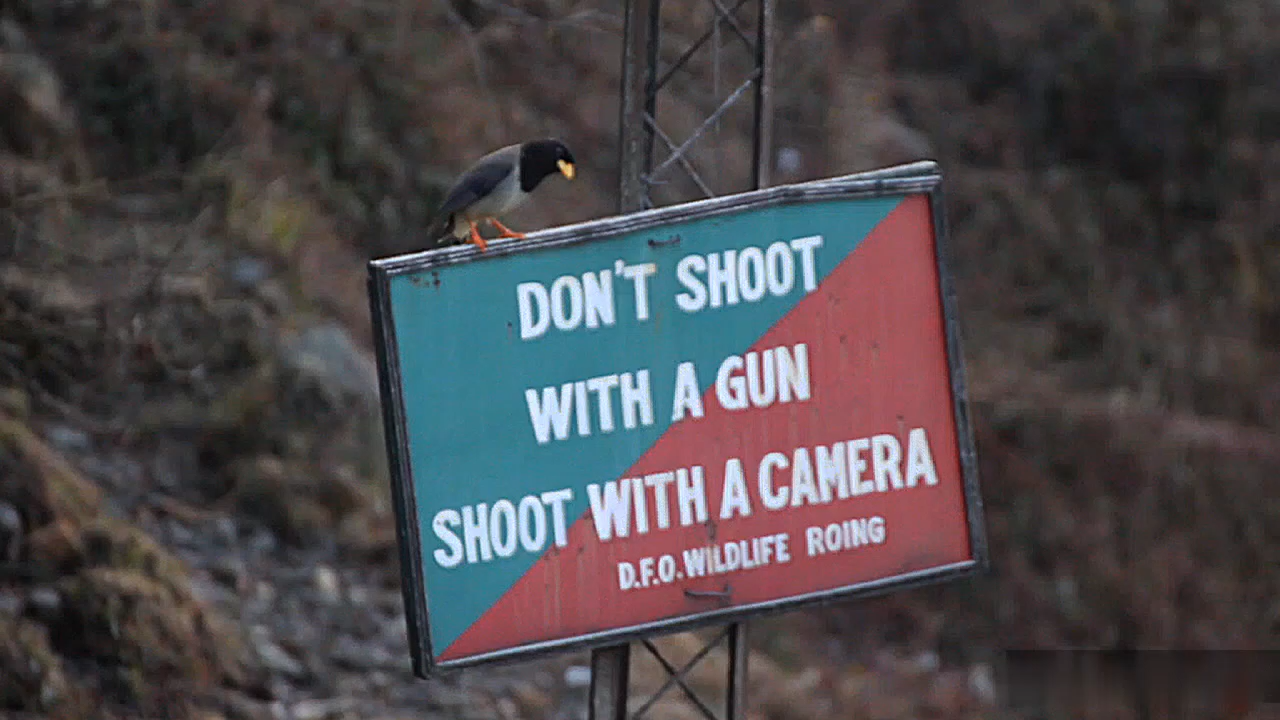 DON'T SHOOT
WITH A GUN
SHOOT WITH A CAMERA
D.F.O. WILDLIFE ROING